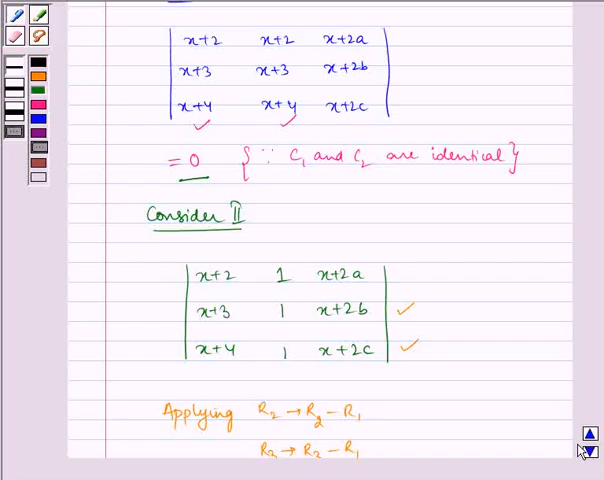 x+2 x+2 x+2a
x+3 x+3 x+2b
x+4 x+4 x+2c
= 0 {∵ C₁ and C₂ are identical}
Consider II
x+2 1 x+2a
x+3 1 x+2b
x+4 1 x+2c
Applying R₂ → R₂ - R₁
R₃ → R₃ - R₁